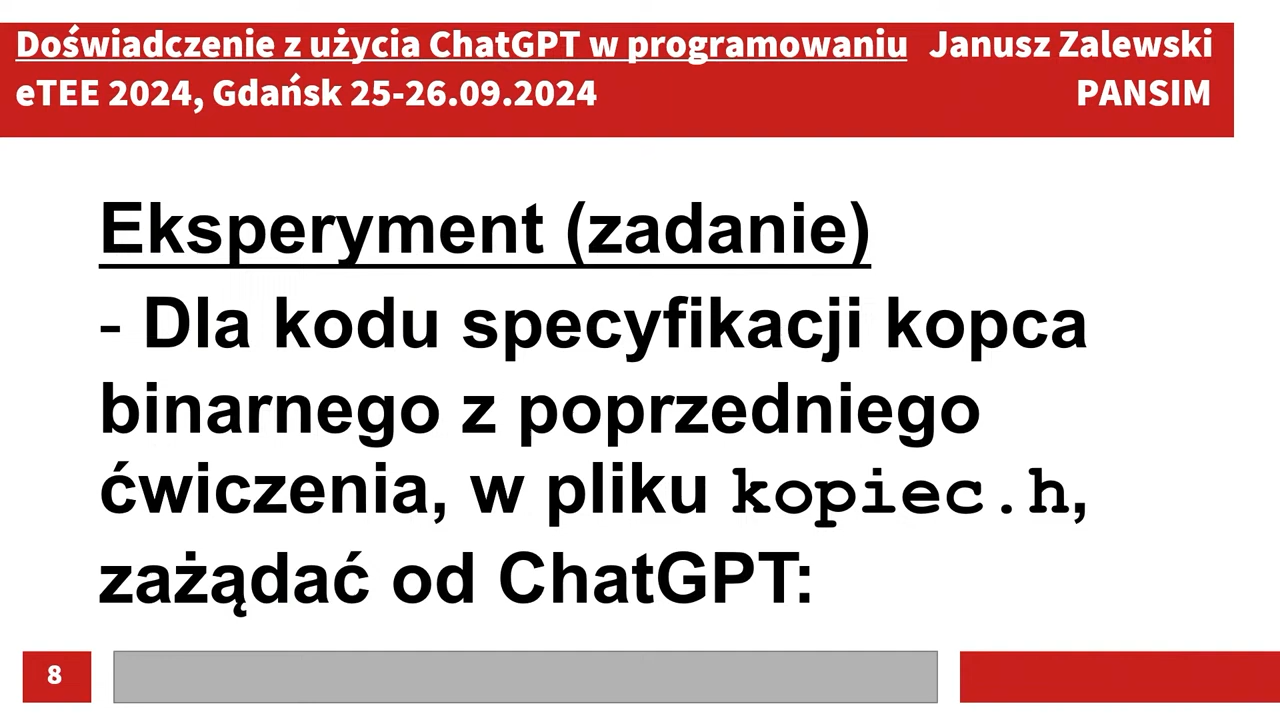 Doświadczenie z użycia ChatGPT w programowaniu Janusz Zalewski
eTEE 2024, Gdańsk 25-26.09.2024 PANSIM
Eksperyment (zadanie)
- Dla kodu specyfikacji kopca
binarnego z poprzedniego
ćwiczenia, w pliku kopiec.h,
zażądać od ChatGPT:
8